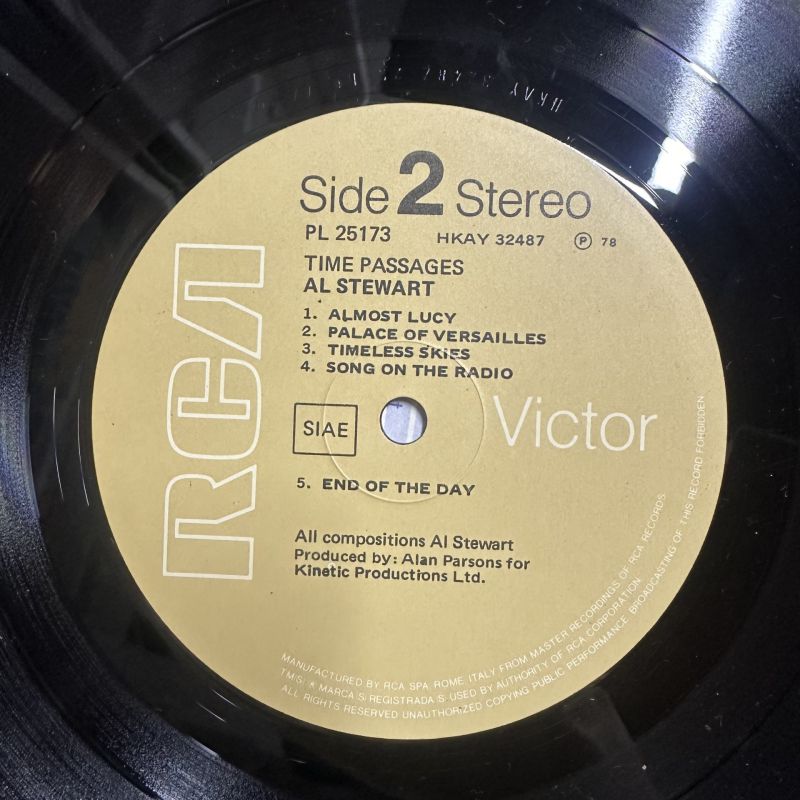 HKAY 32487
Side 2 Stereo
PL 25173 HKAY 32487 Ⓟ 78
TIME PASSAGES
AL STEWART
1. ALMOST LUCY
2. PALACE OF VERSAILLES
3. TIMELESS SKIES
4. SONG ON THE RADIO
RCA
SIAE
Victor
5. END OF THE DAY
All compositions Al Stewart
Produced by: Alan Parsons for
Kinetic Productions Ltd.
MANUFACTURED BY RCA SPA ROME, ITALY FROM MASTER RECORDINGS OF RCA RECORDS
TM(S) ® MARCA(S) REGISTRADA(S) USED BY AUTHORITY OF RCA CORPORATION
ALL RIGHTS RESERVED UNAUTHORIZED COPYING PUBLIC PERFORMANCE BROADCASTING OF THIS RECORD FORBIDDEN